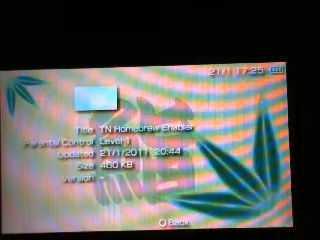 21/1 17:25
Title TN Homebrew Enabler
Parental Control Level 1
Updated 21/1/2011 20:44
Size 460 KB
Version -
Back